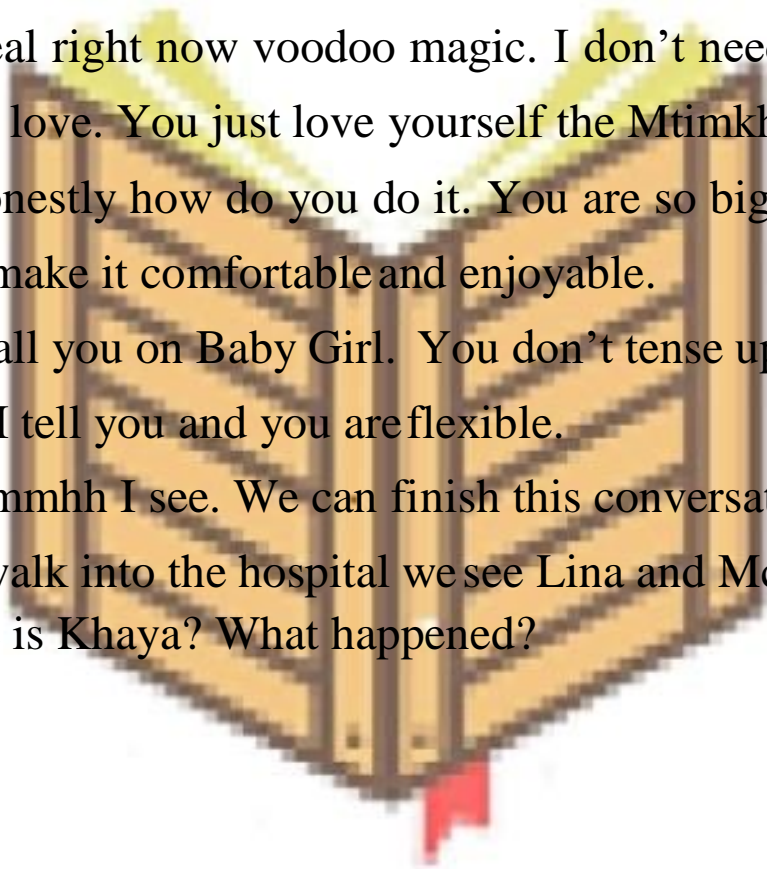 eal right now voodoo magic. I don’t need
love. You just love yourself the Mtimkh
onestly how do you do it. You are so big
make it comfortable and enjoyable.
all you on Baby Girl. You don’t tense up
I tell you and you are flexible.
mmhh I see. We can finish this conversat
walk into the hospital we see Lina and Mo
is Khaya? What happened?